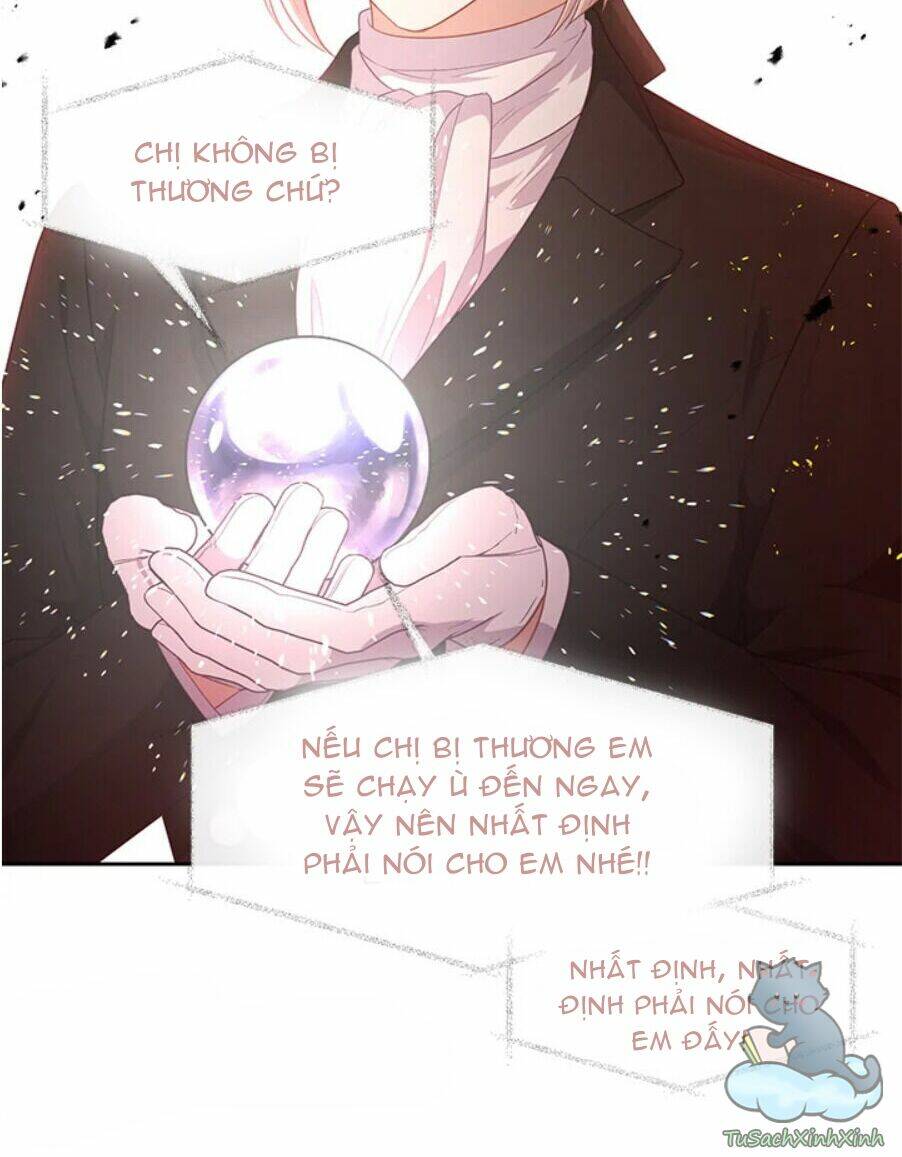 CHỊ KHÔNG BỊ
THƯƠNG CHỨ?
NẾU CHỊ BỊ THƯƠNG EM
SẼ CHẠY Ù ĐẾN NGAY,
VẬY NÊN NHẤT ĐỊNH
PHẢI NÓI CHO EM NHÉ!!
NHẤT ĐỊNH, NHẤT
ĐỊNH PHẢI NÓI CHO
EM ĐẤY
TuSachXinhXinh